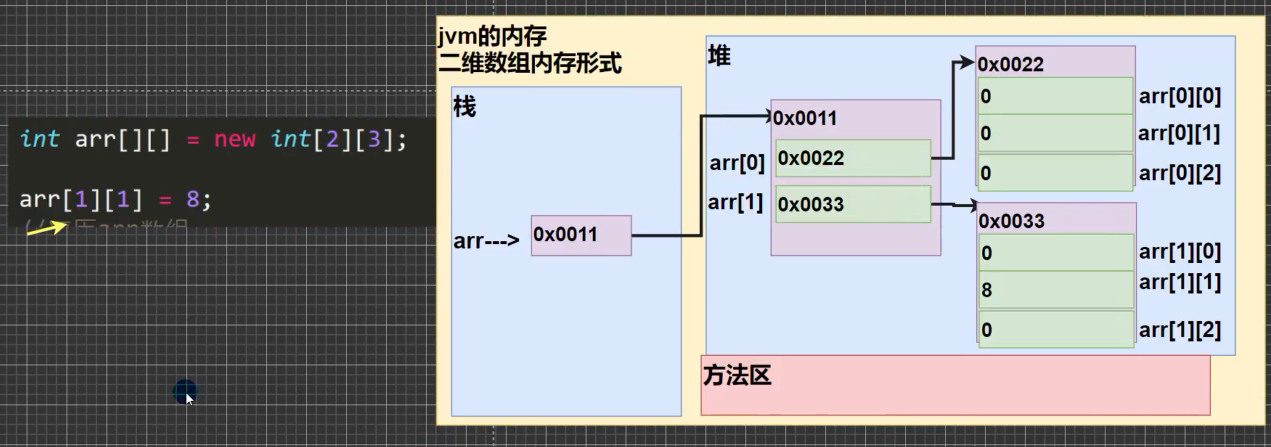 int arr[][] = new int[2][3];
arr[1][1] = 8;
jvm的内存
二维数组内存形式
栈
arr--->
0x0011
堆
0x0011
arr[0]
0x0022
arr[1]
0x0033
0x0022
0
arr[0][0]
0
arr[0][1]
0
arr[0][2]
0x0033
0
arr[1][0]
8
arr[1][1]
0
arr[1][2]
方法区